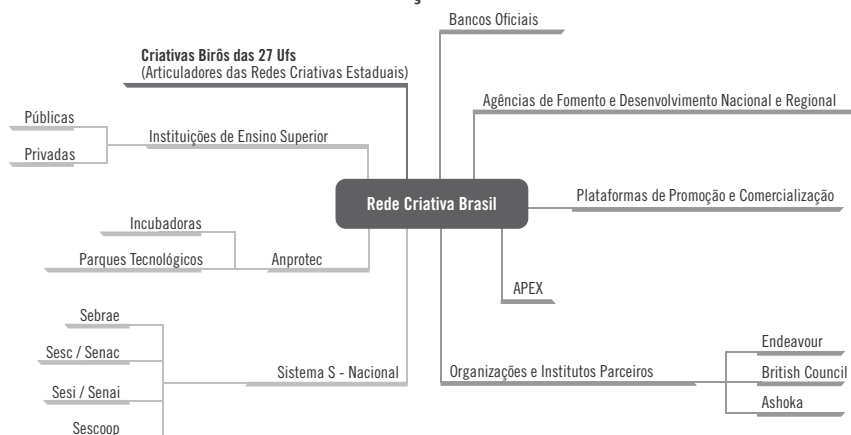 Bancos Oficiais
Criativas Birôs das 27 Ufs
(Articuladores das Redes Criativas Estaduais)
Agências de Fomento e Desenvolvimento Nacional e Regional
Públicas
Instituições de Ensino Superior
Privadas
Rede Criativa Brasil
Plataformas de Promoção e Comercialização
Incubadoras
Parques Tecnológicos
Anprotec
APEX
Sebrae
Sesc / Senac
Sistema S - Nacional
Sesi / Senai
Sescoop
Organizações e Institutos Parceiros
Endeavour
British Council
Ashoka